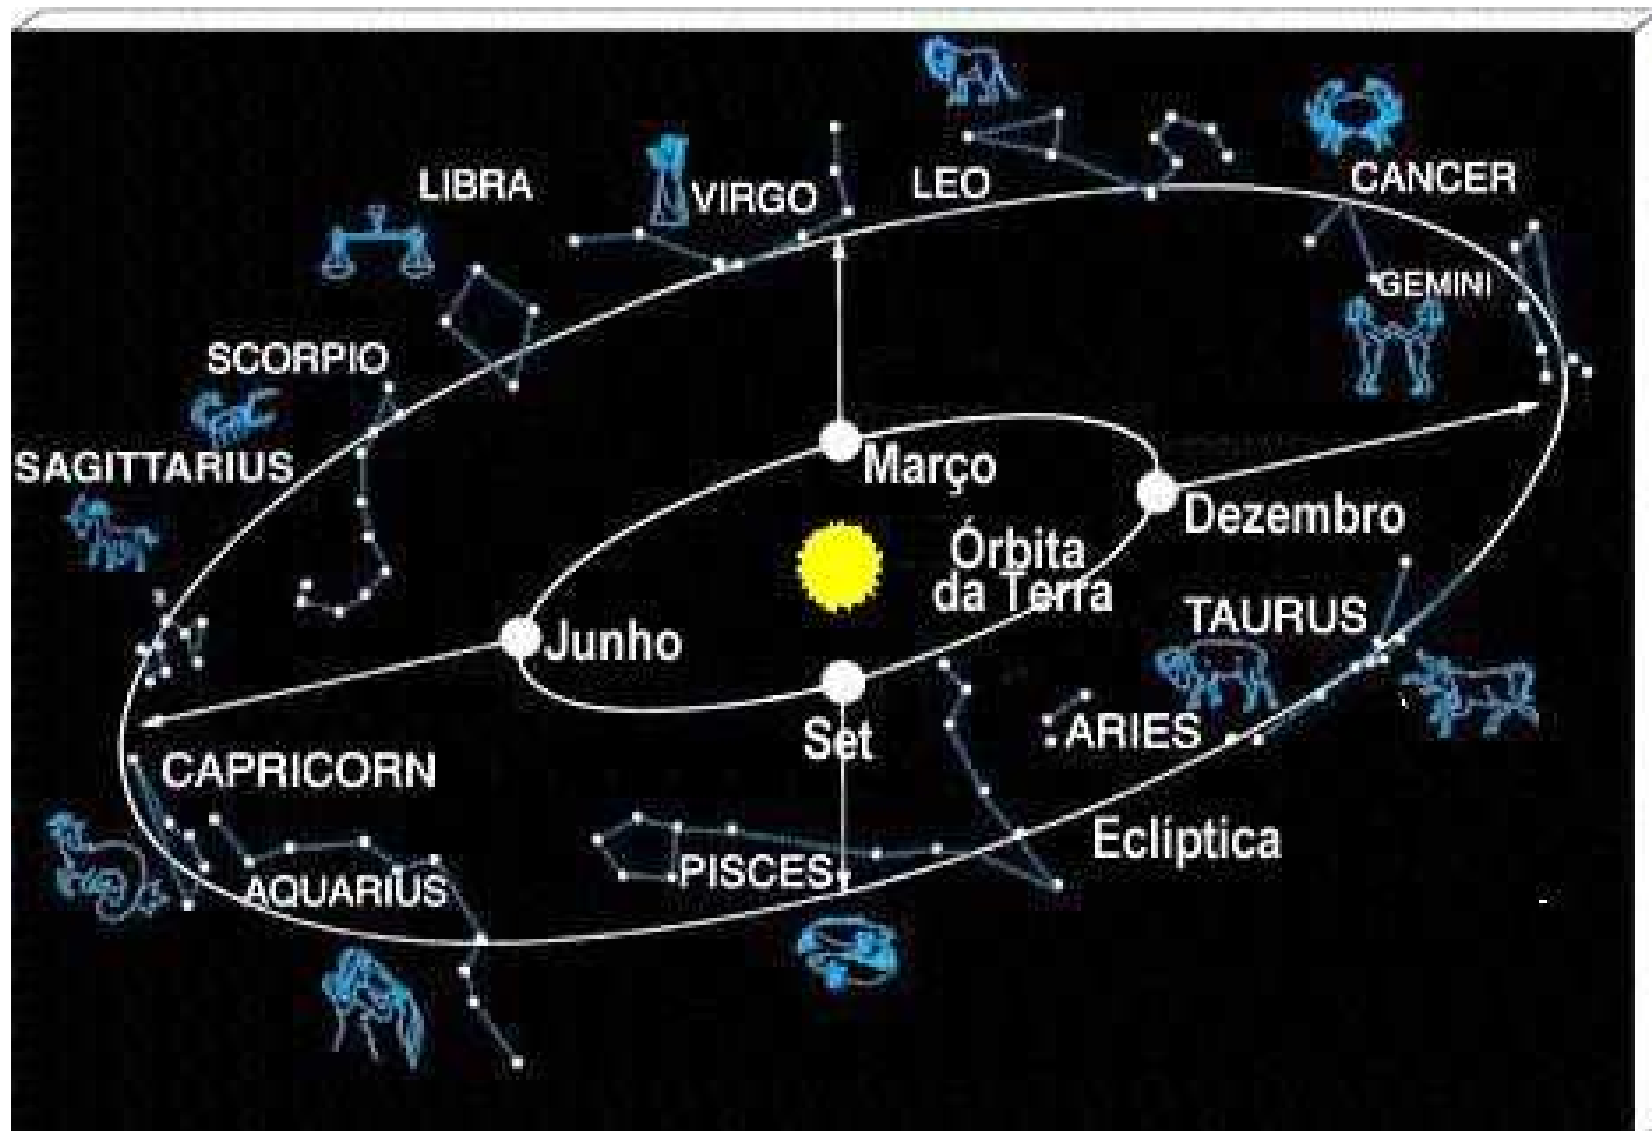 LIBRA
VIRGO
LEO
CANCER
GEMINI
SCORPIO
SAGITTARIUS
Março
Dezembro
Órbita
da Terra
Junho
TAURUS
Set
ARIES
CAPRICORN
Eclíptica
PISCES
AQUARIUS